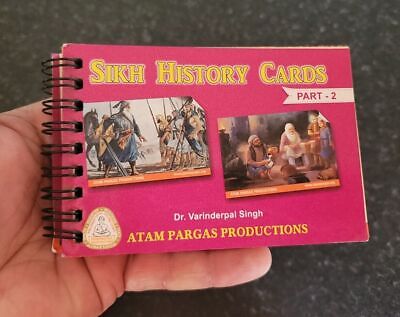 SIKH HISTORY CARDS
PART - 2
Dr. Varinderpal Singh
ATAM PARGAS PRODUCTIONS